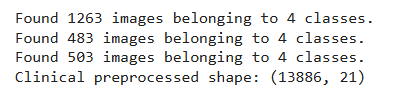 Found 1263 images belonging to 4 classes.
Found 483 images belonging to 4 classes.
Found 503 images belonging to 4 classes.
Clinical preprocessed shape: (13886, 21)